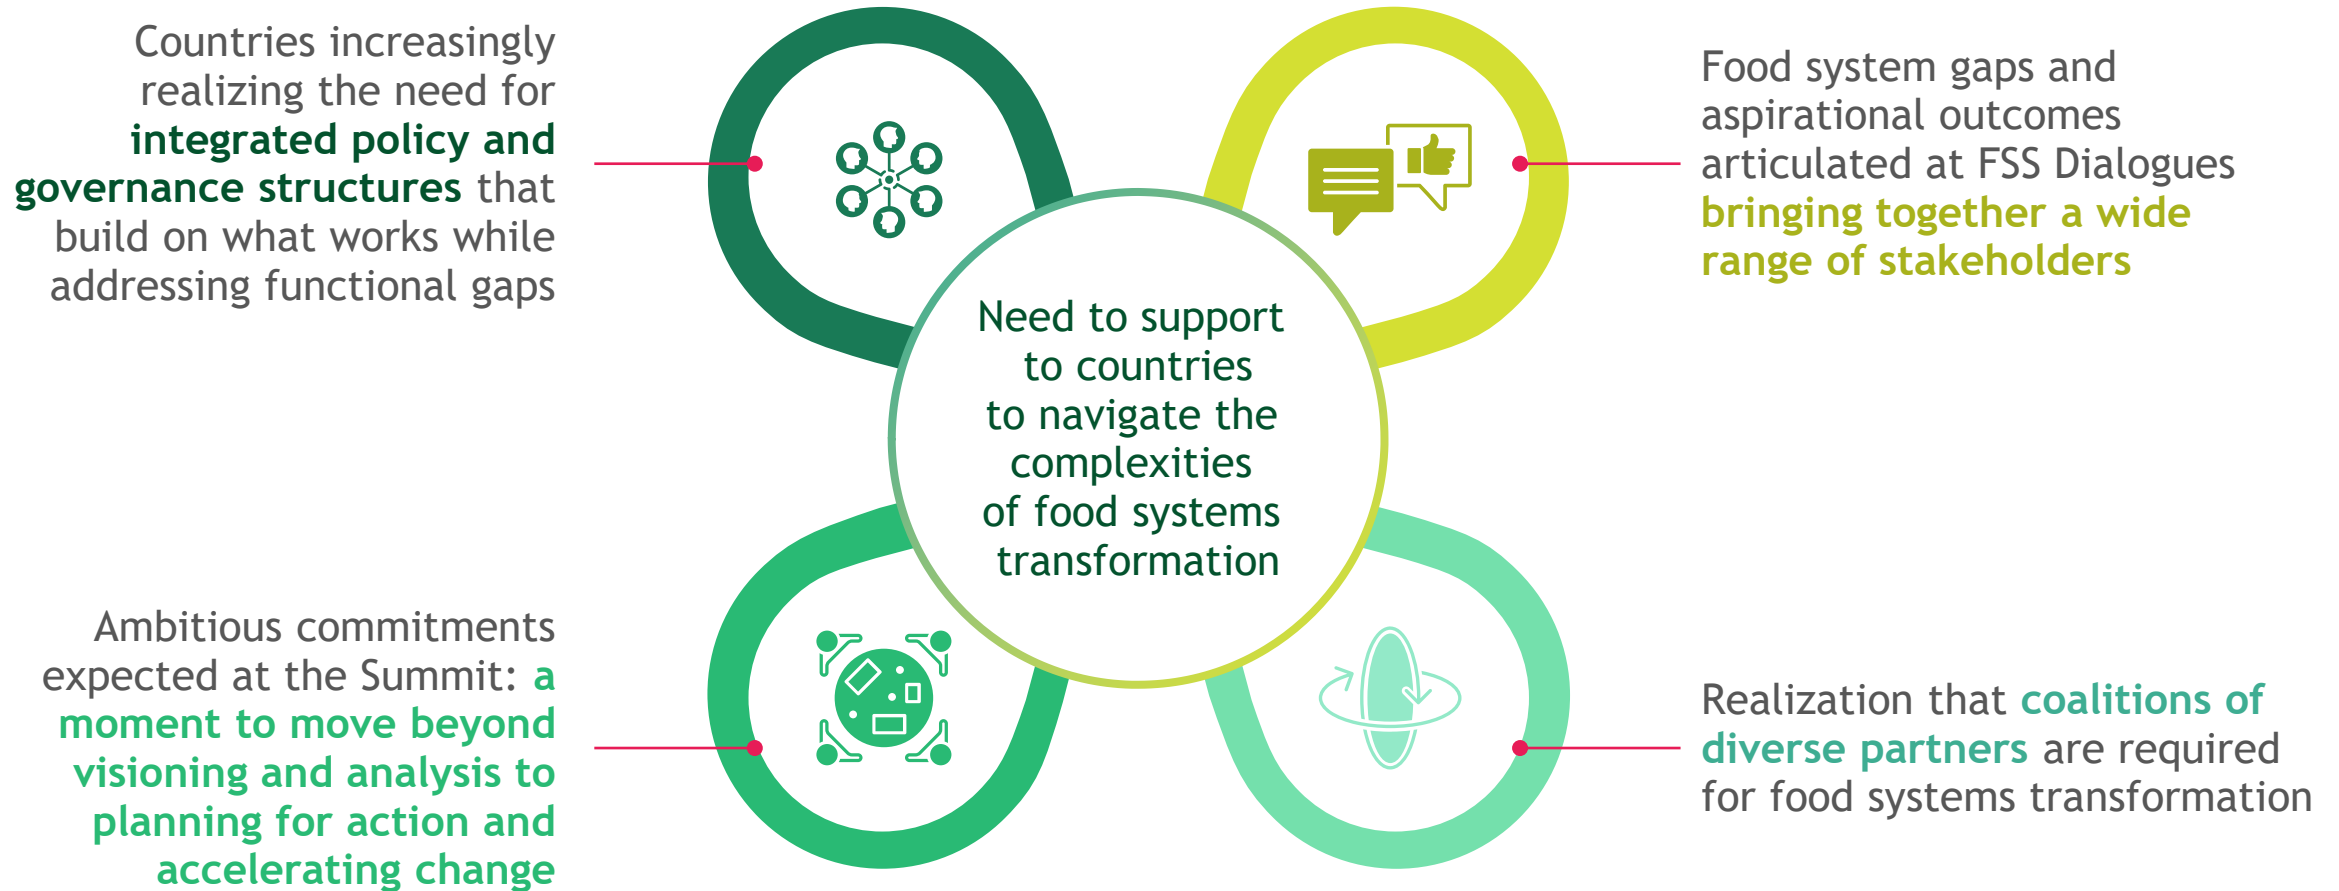 Countries increasingly
realizing the need for
integrated policy and
governance structures that
build on what works while
addressing functional gaps
Food system gaps and
aspirational outcomes
articulated at FSS Dialogues
bringing together a wide
range of stakeholders
Need to support
to countries
to navigate the
complexities
of food systems
transformation
Ambitious commitments
expected at the Summit: a
moment to move beyond
visioning and analysis to
planning for action and
accelerating change
Realization that coalitions of
diverse partners are required
for food systems transformation